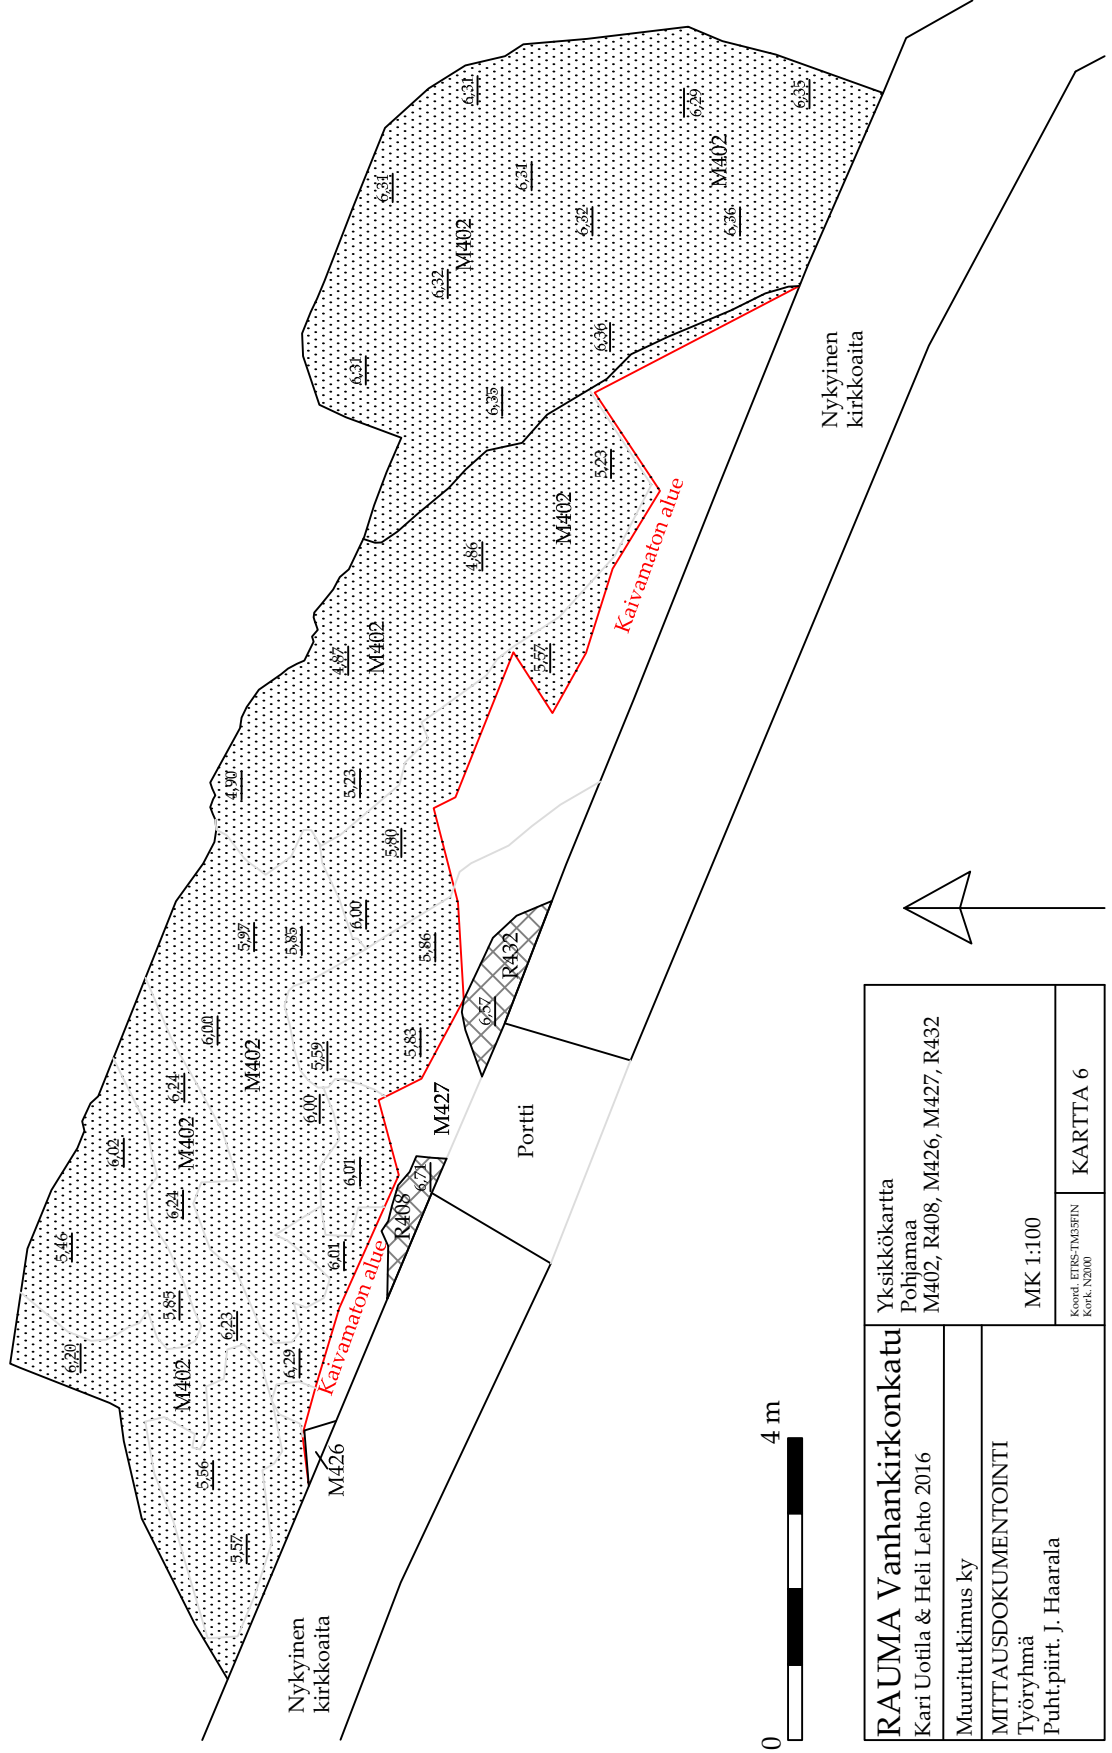 6,31
6,31
6,31
6,29
6,35
M402
6,32
6,36
M402
6,32
6,31
6,35
6,36
5,23
M402
4,86
4,87
M402
5,57
4,90
5,23
5,80
5,97
5,85
6,00
5,86
6,00
M402
5,59
5,83
6,24
6,00
6,02
M402
6,24
6,01
6,01
5,46
5,85
6,23
6,20
M402
6,29
5,56
5,57
Kaivamaton alue
Kaivamaton alue
R432
6,57
M427
R408
6,71
M426
Portti
Nykyinen
kirkkoaita
Nykyinen
kirkkoaita
0
4 m
RAUMA Vanhankirkonkatu
Kari Uotila & Heli Lehto 2016
Muuritutkimus ky
MITTAUSDOKUMENTOINTI
Työryhmä
Puht.piirt. J. Haarala
Yksikkökartta
Pohjamaa
M402, R408, M426, M427, R432
MK 1:100
Koord. ETRS-TM35FIN
Kork. N2000
KARTTA 6